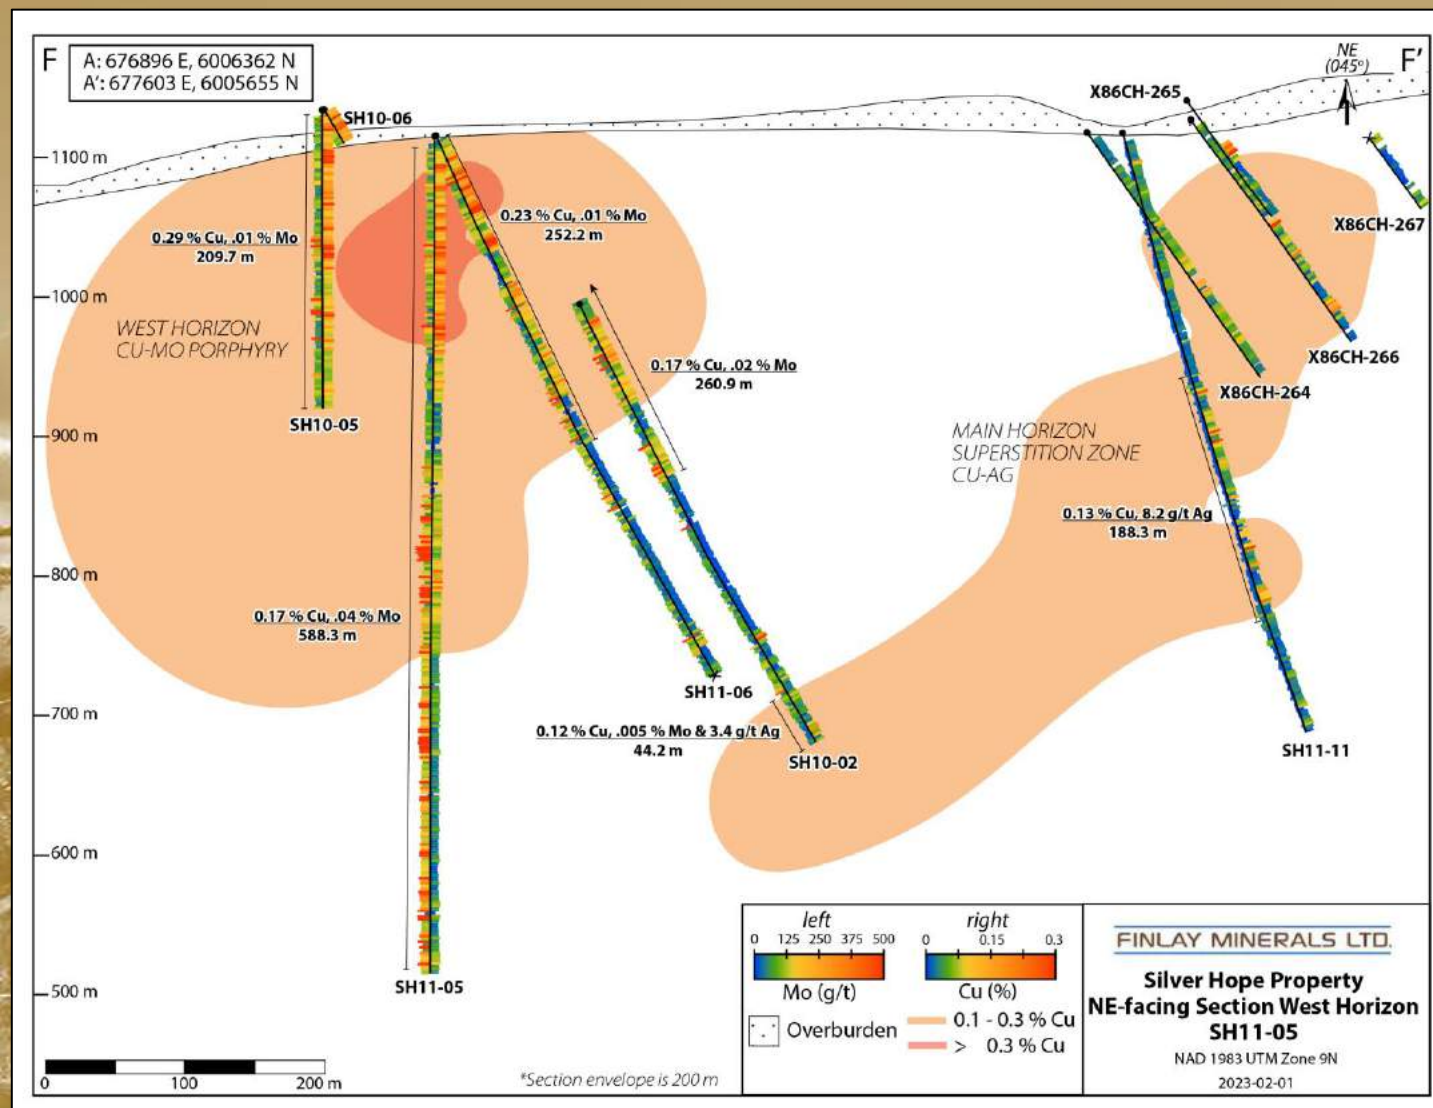 F
A: 676896 E, 6006362 N
A': 677603 E, 6005655 N
NE
(045°)
F'
X86CH-265
SH10-06
1100 m
0.29 % Cu, .01 % Mo
209.7 m
0.23 % Cu, .01 % Mo
252.2 m
X86CH-267
1000 m
WEST HORIZON
CU-MO PORPHYRY
0.17 % Cu, .02 % Mo
260.9 m
X86CH-266
X86CH-264
SH10-05
900 m
MAIN HORIZON
SUPERSTITION ZONE
CU-AG
0.13 % Cu, 8.2 g/t Ag
188.3 m
800 m
0.17 % Cu, .04 % Mo
588.3 m
SH11-06
700 m
0.12 % Cu, .005 % Mo & 3.4 g/t Ag
44.2 m
SH10-02
SH11-11
600 m
SH11-05
500 m
left
0 125 250 375 500
Mo (g/t)
right
0 0.15 0.3
Cu (%)
Overburden
0.1 - 0.3 % Cu
> 0.3 % Cu
FINLAY MINERALS LTD.
Silver Hope Property
NE-facing Section West Horizon
SH11-05
NAD 1983 UTM Zone 9N
2023-02-01
0 100 200 m
*Section envelope is 200 m